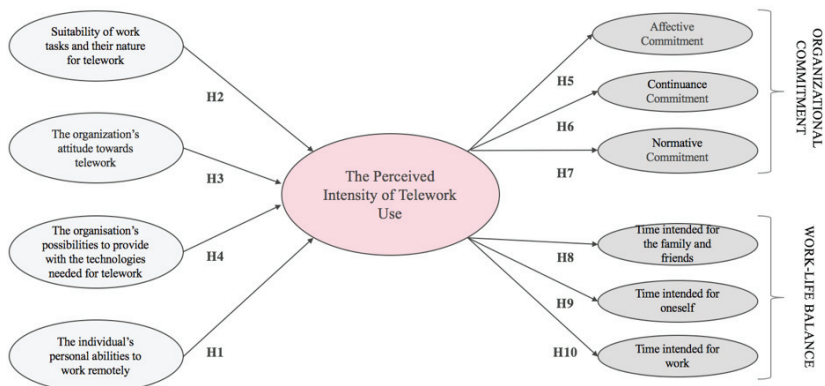 Suitability of work
tasks and their nature
for telework
H2
The organization's
attitude towards
telework
H3
The organisation's
possibilities to provide
with the technologies
needed for telework
H4
The individual's
personal abilities to
work remotely
H1
The Perceived
Intensity of Telework
Use
H5
Affective
Commitment
H6
Continuance
Commitment
H7
Normative
Commitment
ORGANIZATIONAL
COMMITMENT
H8
Time intended for
the family and
friends
H9
Time intended for
oneself
H10
Time intended for
work
WORK-LIFE BALANCE